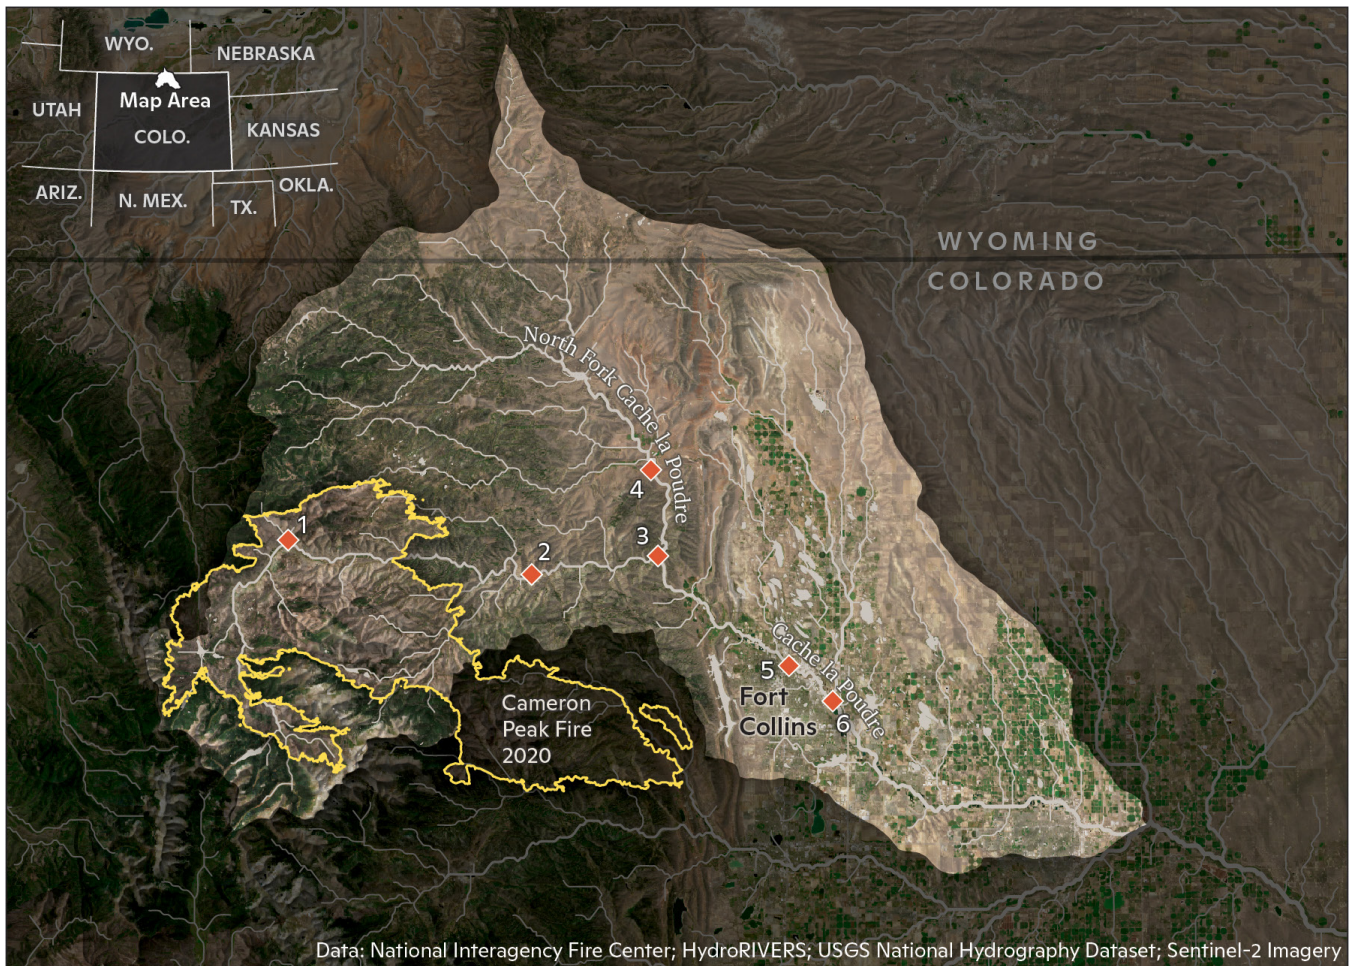 WYO.
NEBRASKA
UTAH
Map Area
COLO.
KANSAS
ARIZ.
N. MEX.
TX.
OKLA.
WYOMING
COLORADO
North Fork Cache la Poudre
4
1
2
3
Cache la Poudre
5
Fort
Collins
6
Cameron
Peak Fire
2020
Data: National Interagency Fire Center; HydroRIVERS; USGS National Hydrography Dataset; Sentinel-2 Imagery